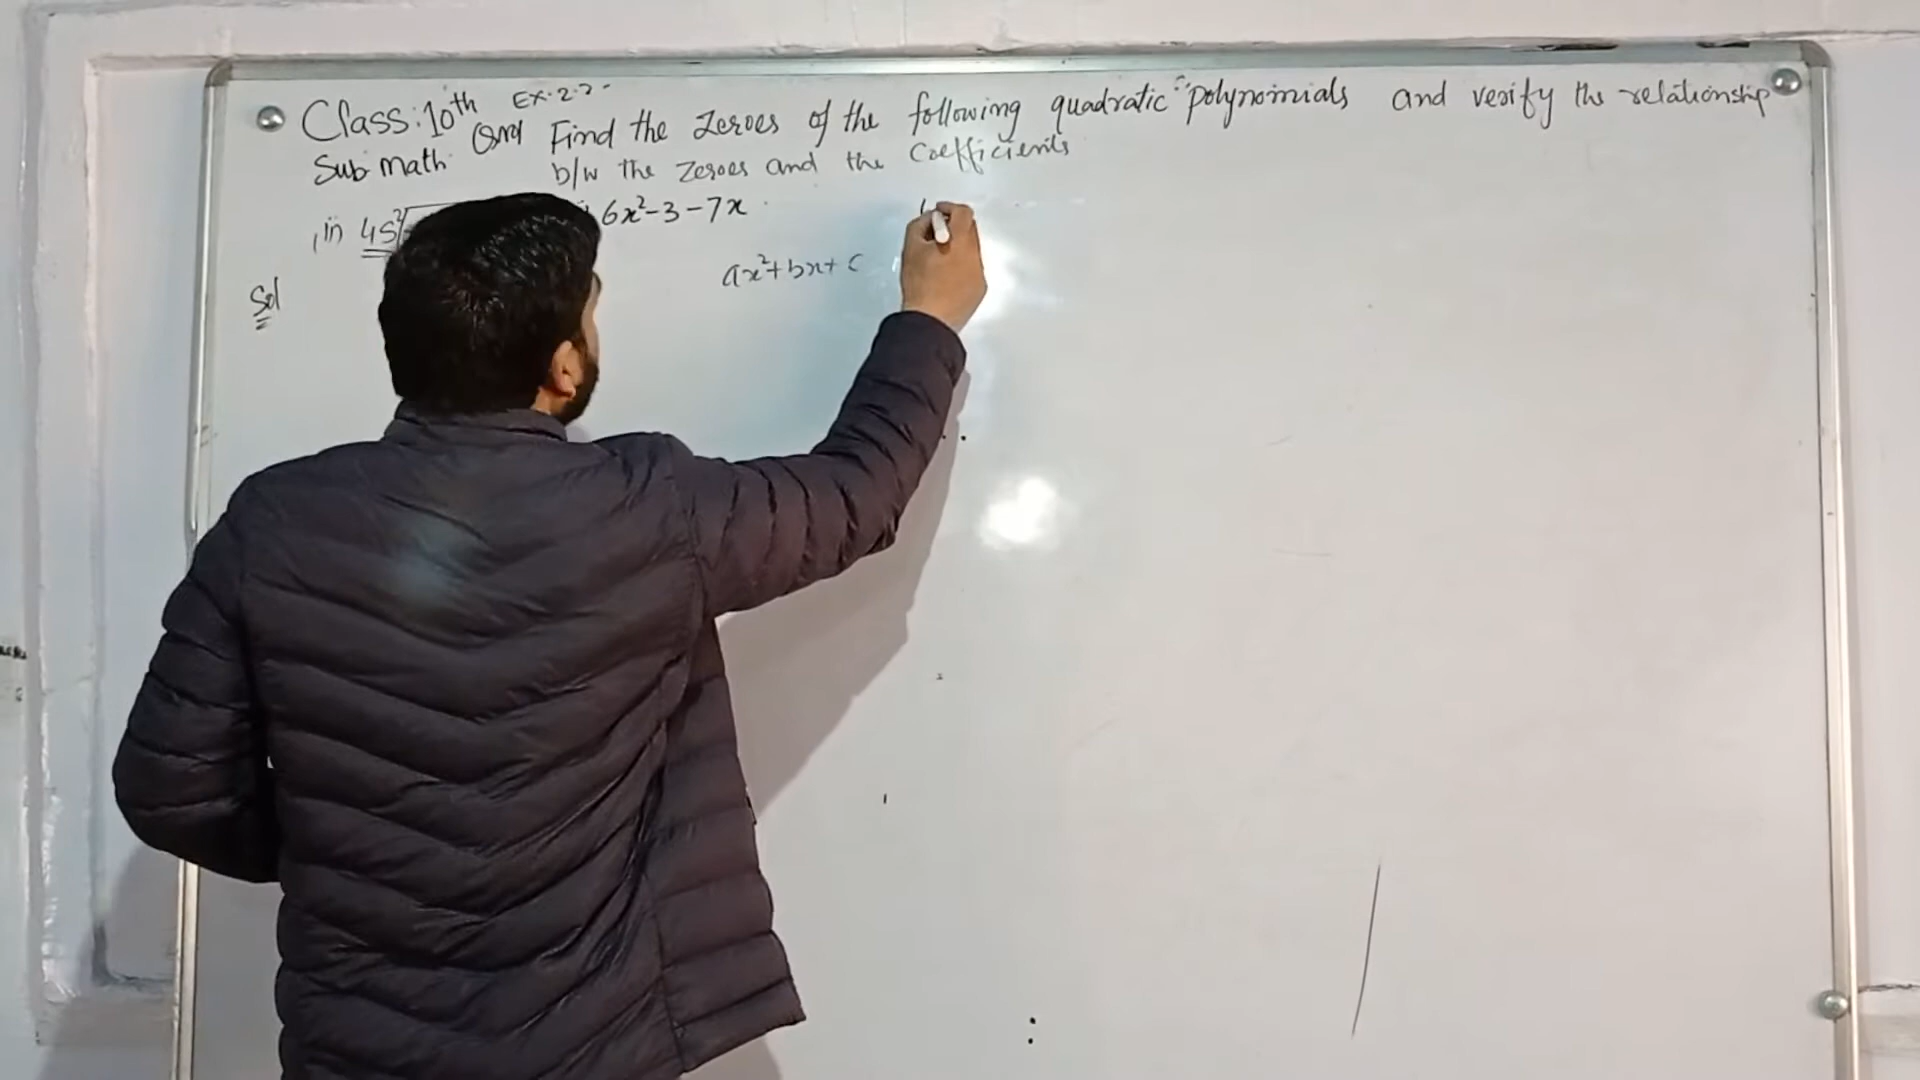 Class: 10th Ex. 2.2
Sub Math Qn1 Find the zeroes of the following quadratic polynomials and verify the relationship
b/w the zeroes and the coefficients
4s²
6x²-3-7x
ax²+bx+c
Sol